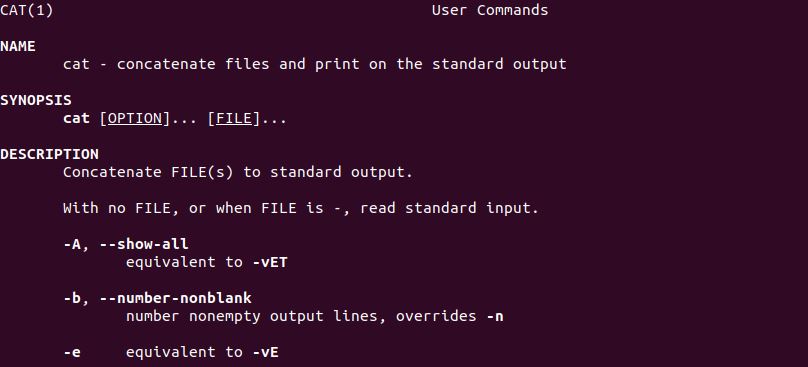 CAT(1) User Commands
NAME
cat - concatenate files and print on the standard output
SYNOPSIS
cat [OPTION]... [FILE]...
DESCRIPTION
Concatenate FILE(s) to standard output.
With no FILE, or when FILE is -, read standard input.
-A, --show-all
equivalent to -vET
-b, --number-nonblank
number nonempty output lines, overrides -n
-e equivalent to -vE